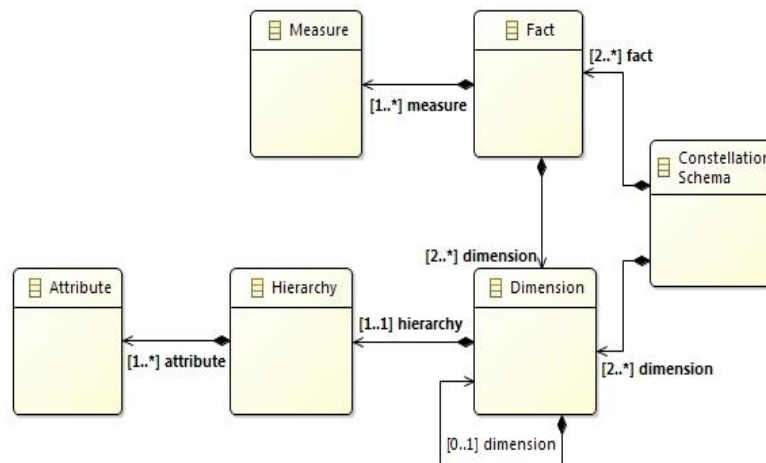 Measure
Fact
[2..*] fact
[1..*] measure
Constellation
Schema
[2..*] dimension
Attribute
Hierarchy
Dimension
[1..1] hierarchy
[1..*] attribute
[2..*] dimension
[0..1] dimension